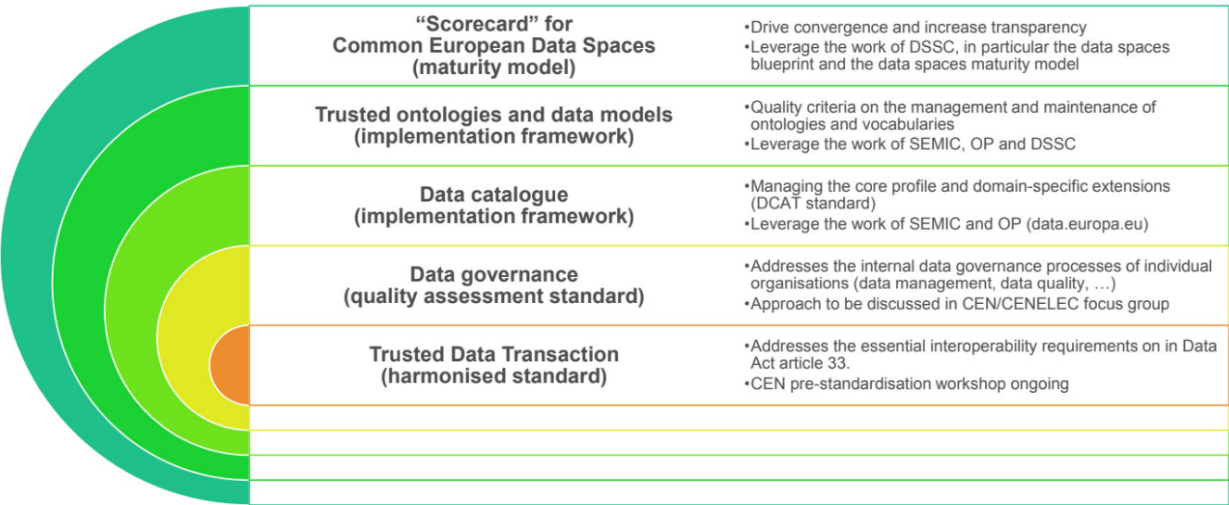 “Scorecard” for
Common European Data Spaces
(maturity model)
•Drive convergence and increase transparency
•Leverage the work of DSSC, in particular the data spaces
blueprint and the data spaces maturity model
Trusted ontologies and data models
(implementation framework)
•Quality criteria on the management and maintenance of
ontologies and vocabularies
•Leverage the work of SEMIC, OP and DSSC
Data catalogue
(implementation framework)
•Managing the core profile and domain-specific extensions
(DCAT standard)
•Leverage the work of SEMIC and OP (data.europa.eu)
Data governance
(quality assessment standard)
•Addresses the internal data governance processes of individual
organisations (data management, data quality, …)
•Approach to be discussed in CEN/CENELEC focus group
Trusted Data Transaction
(harmonised standard)
•Addresses the essential interoperability requirements on in Data
Act article 33.
•CEN pre-standardisation workshop ongoing